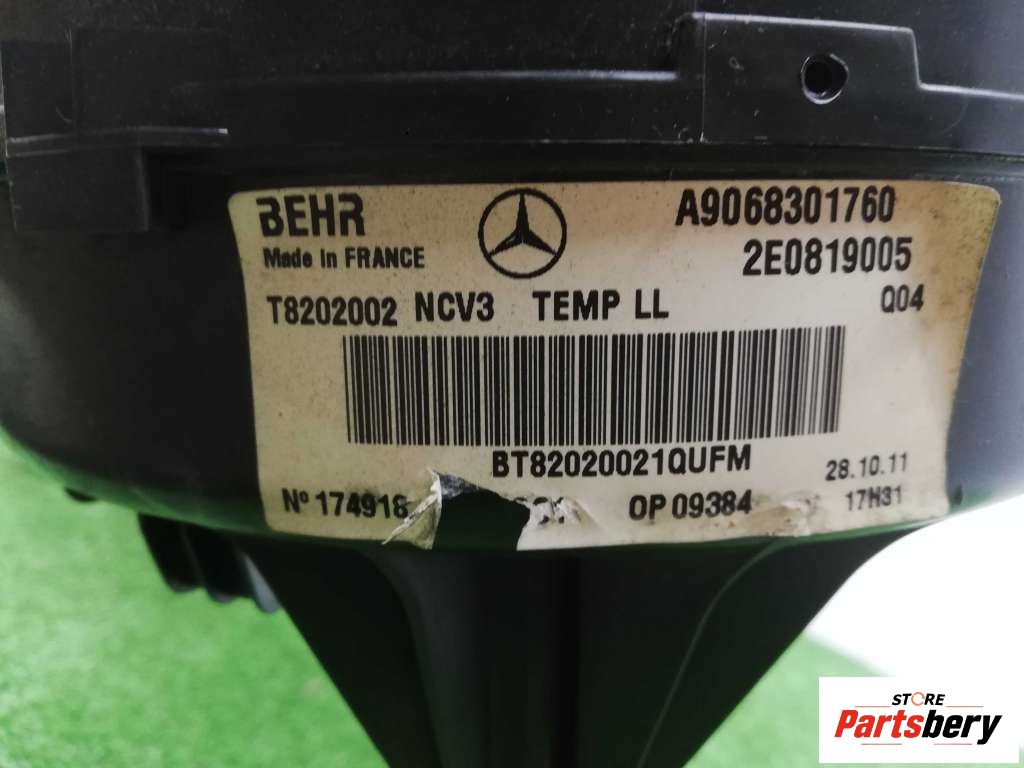 BEHR A9068301760
Made In FRANCE 2E0819005
T8202002 NCV3 TEMP LL Q04
BT82020021QUFM 28.10.11
Nº 174918 OP 09384 17H31
STORE
Partsbery